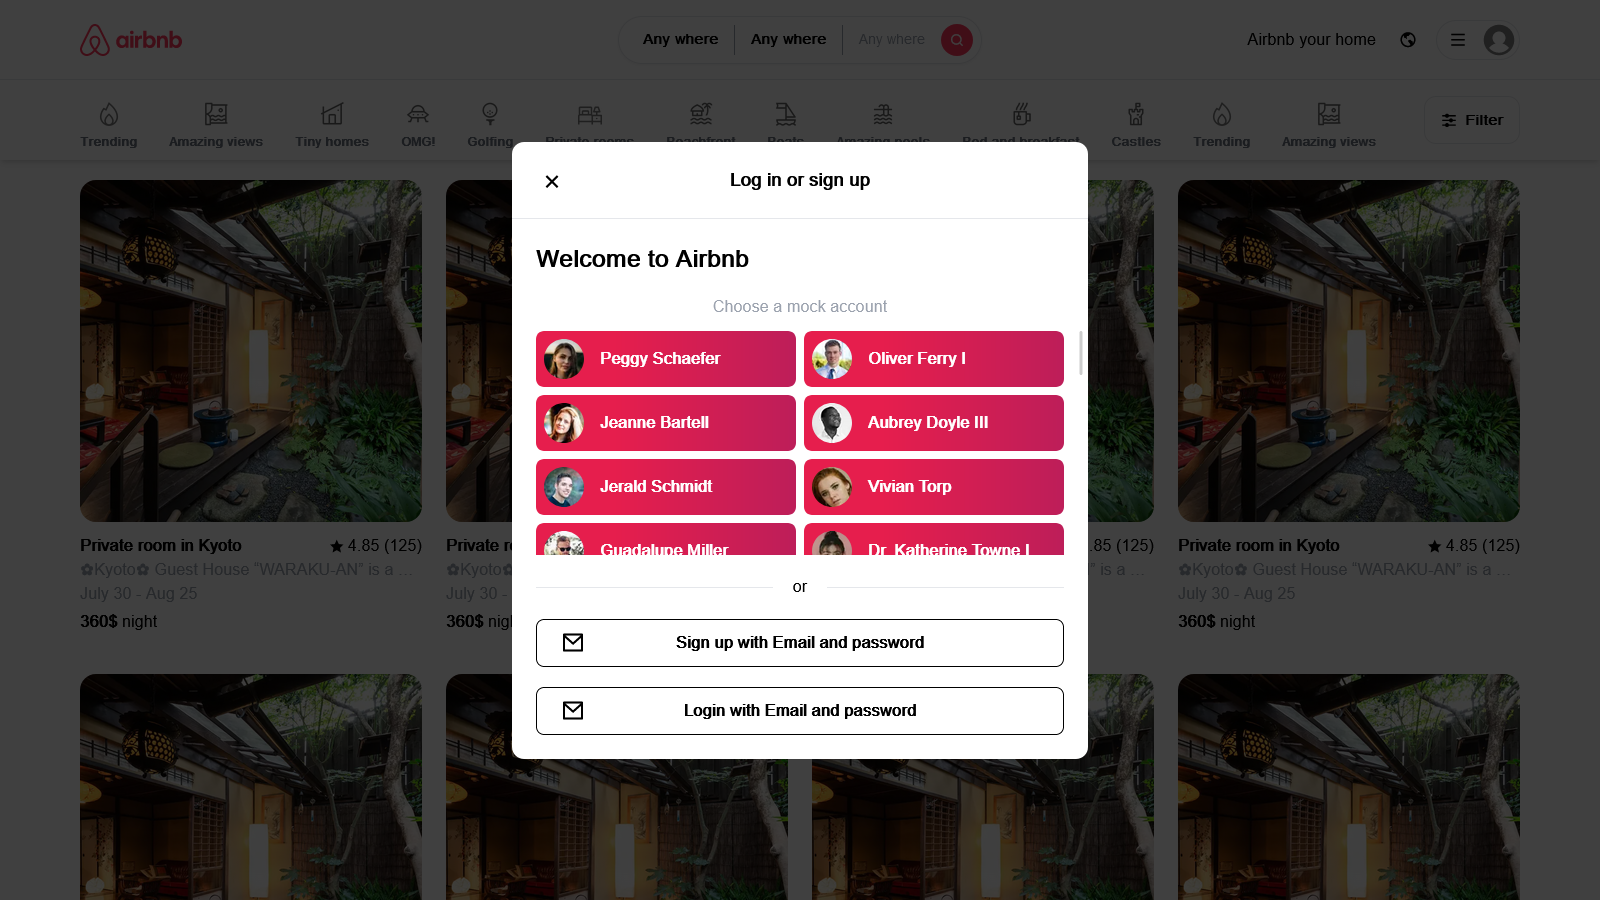 airbnb
Any where
Any where
Any where
Airbnb your home
Trending
Amazing views
Tiny homes
OMG!
Golfing
Private rooms
Beachfront
Boats
Amazing pools
Bed and breakfast
Castles
Trending
Amazing views
Filter
Log in or sign up
Welcome to Airbnb
Choose a mock account
Peggy Schaefer
Oliver Ferry I
Jeanne Bartell
Aubrey Doyle III
Jerald Schmidt
Vivian Torp
Guadalupe Miller
Dr. Katherine Towne I
or
Sign up with Email and password
Login with Email and password
Private room in Kyoto
4.85 (125)
✿Kyoto✿ Guest House "WARAKU-AN" is a ...
July 30 - Aug 25
360$ night
Private r
✿Kyoto✿ G
July 30 -
360$ nig
.85 (125)
" is a ...
Private room in Kyoto
4.85 (125)
✿Kyoto✿ Guest House "WARAKU-AN" is a ...
July 30 - Aug 25
360$ night